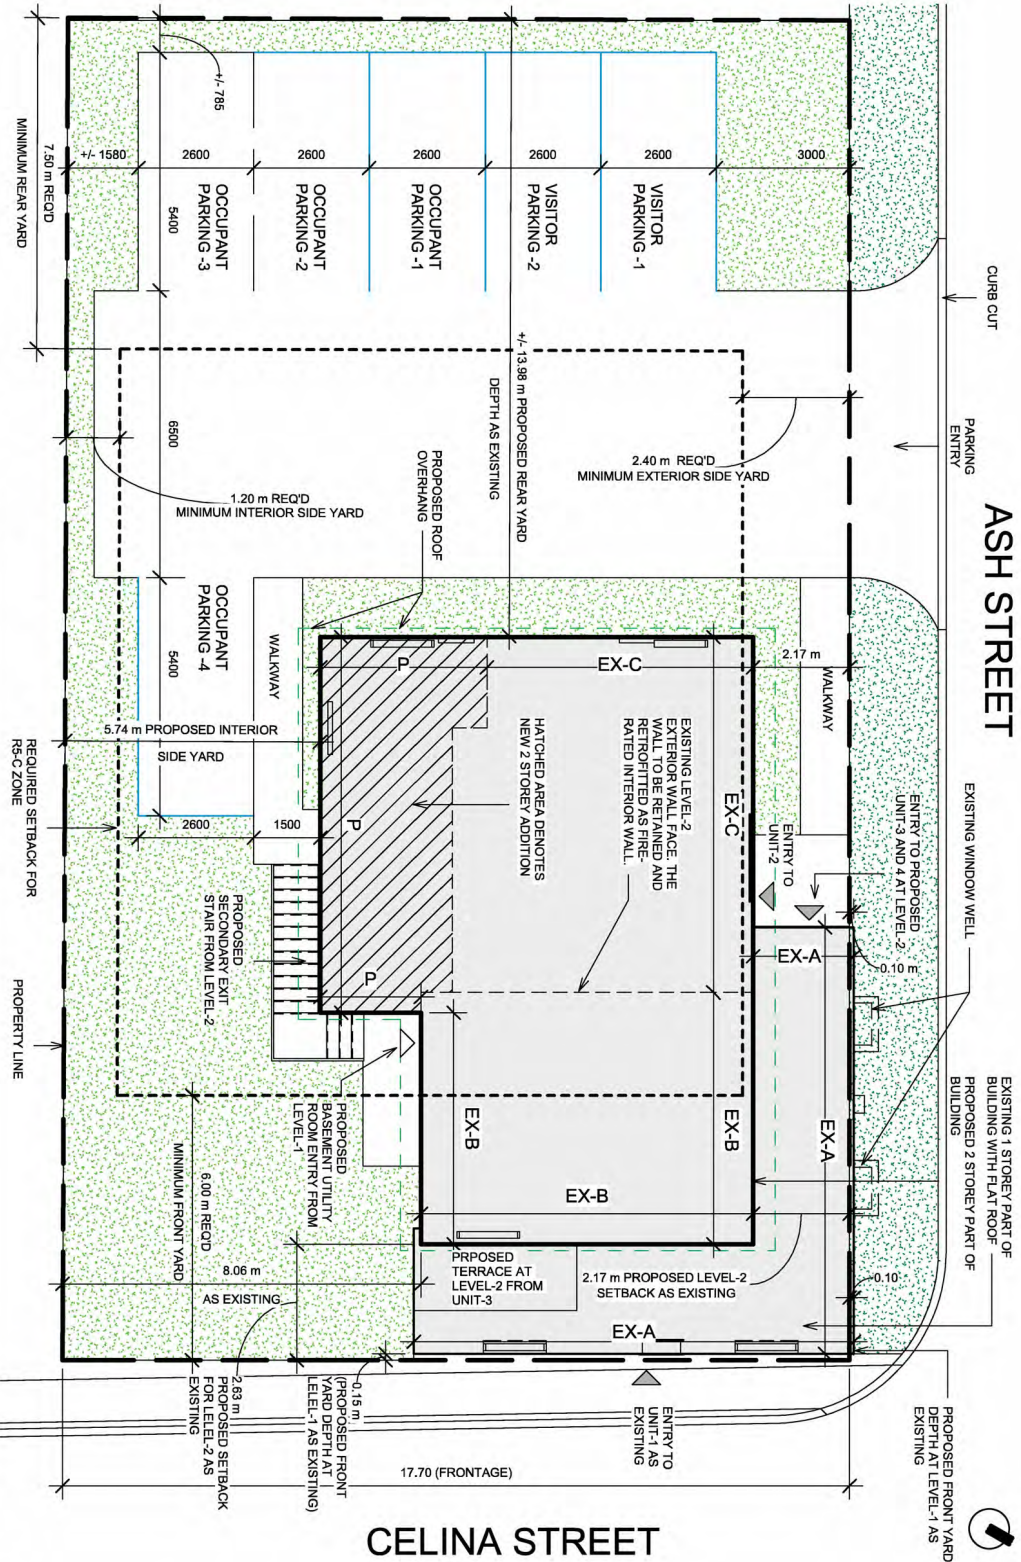 +/- 785
+/- 1580
2600
2600
2600
2600
2600
3000
5400
OCCUPANT
PARKING -3
OCCUPANT
PARKING -2
OCCUPANT
PARKING -1
VISITOR
PARKING -2
VISITOR
PARKING -1
7.50 m REQ'D
MINIMUM REAR YARD
CURB CUT
PARKING
ENTRY
ASH STREET
+/- 13.98 m PROPOSED REAR YARD
DEPTH AS EXISTING
6500
2.40 m REQ'D
MINIMUM EXTERIOR SIDE YARD
1.20 m REQ'D
MINIMUM INTERIOR SIDE YARD
PROPOSED ROOF
OVERHANG
OCCUPANT
PARKING -4
5400
WALKWAY
P
EX-C
2.17 m
WALKWAY
5.74 m PROPOSED INTERIOR
SIDE YARD
REQUIRED SETBACK FOR
R5-C ZONE
2600
1500
P
HATCHED AREA DENOTES
NEW 2 STOREY ADDITION
EXISTING LEVEL-2
EXTERIOR WALL FACE. THE
WALL TO BE RETAINED AND
RETROFITTED AS FIRE-
RATED INTERIOR WALL.
EX-C
ENTRY TO
UNIT-2
ENTRY TO PROPOSED
UNIT-3 AND 4 AT LEVEL-2
EXISTING WINDOW WELL
PROPOSED
SECONDARY EXIT
STAIR FROM LEVEL-2
P
EX-A
0.10 m
PROPERTY LINE
PROPOSED
BASEMENT UTILITY
ROOM ENTRY FROM
LEVEL-1
EX-B
EX-B
EX-A
EXISTING 1 STOREY PART OF
BUILDING WITH FLAT ROOF
PROPOSED 2 STOREY PART OF
BUILDING
6.00 m REQ'D
MINIMUM FRONT YARD
EX-B
8.06 m
AS EXISTING
PRPOSED
TERRACE AT
LEVEL-2 FROM
UNIT-3
2.17 m PROPOSED LEVEL-2
SETBACK AS EXISTING
0.10
EX-A
2.63 m
PROPOSED SETBACK
FOR LELEL-2 AS
EXISTING
0.15 m
(PROPOSED FRONT
YARD DEPTH AT
LELEL-1 AS EXISTING)
ENTRY TO
UNIT-1 AS
EXISTING
PROPOSED FRONT YARD
DEPTH AT LEVEL-1 AS
EXISTING
17.70 (FRONTAGE)
CELINA STREET